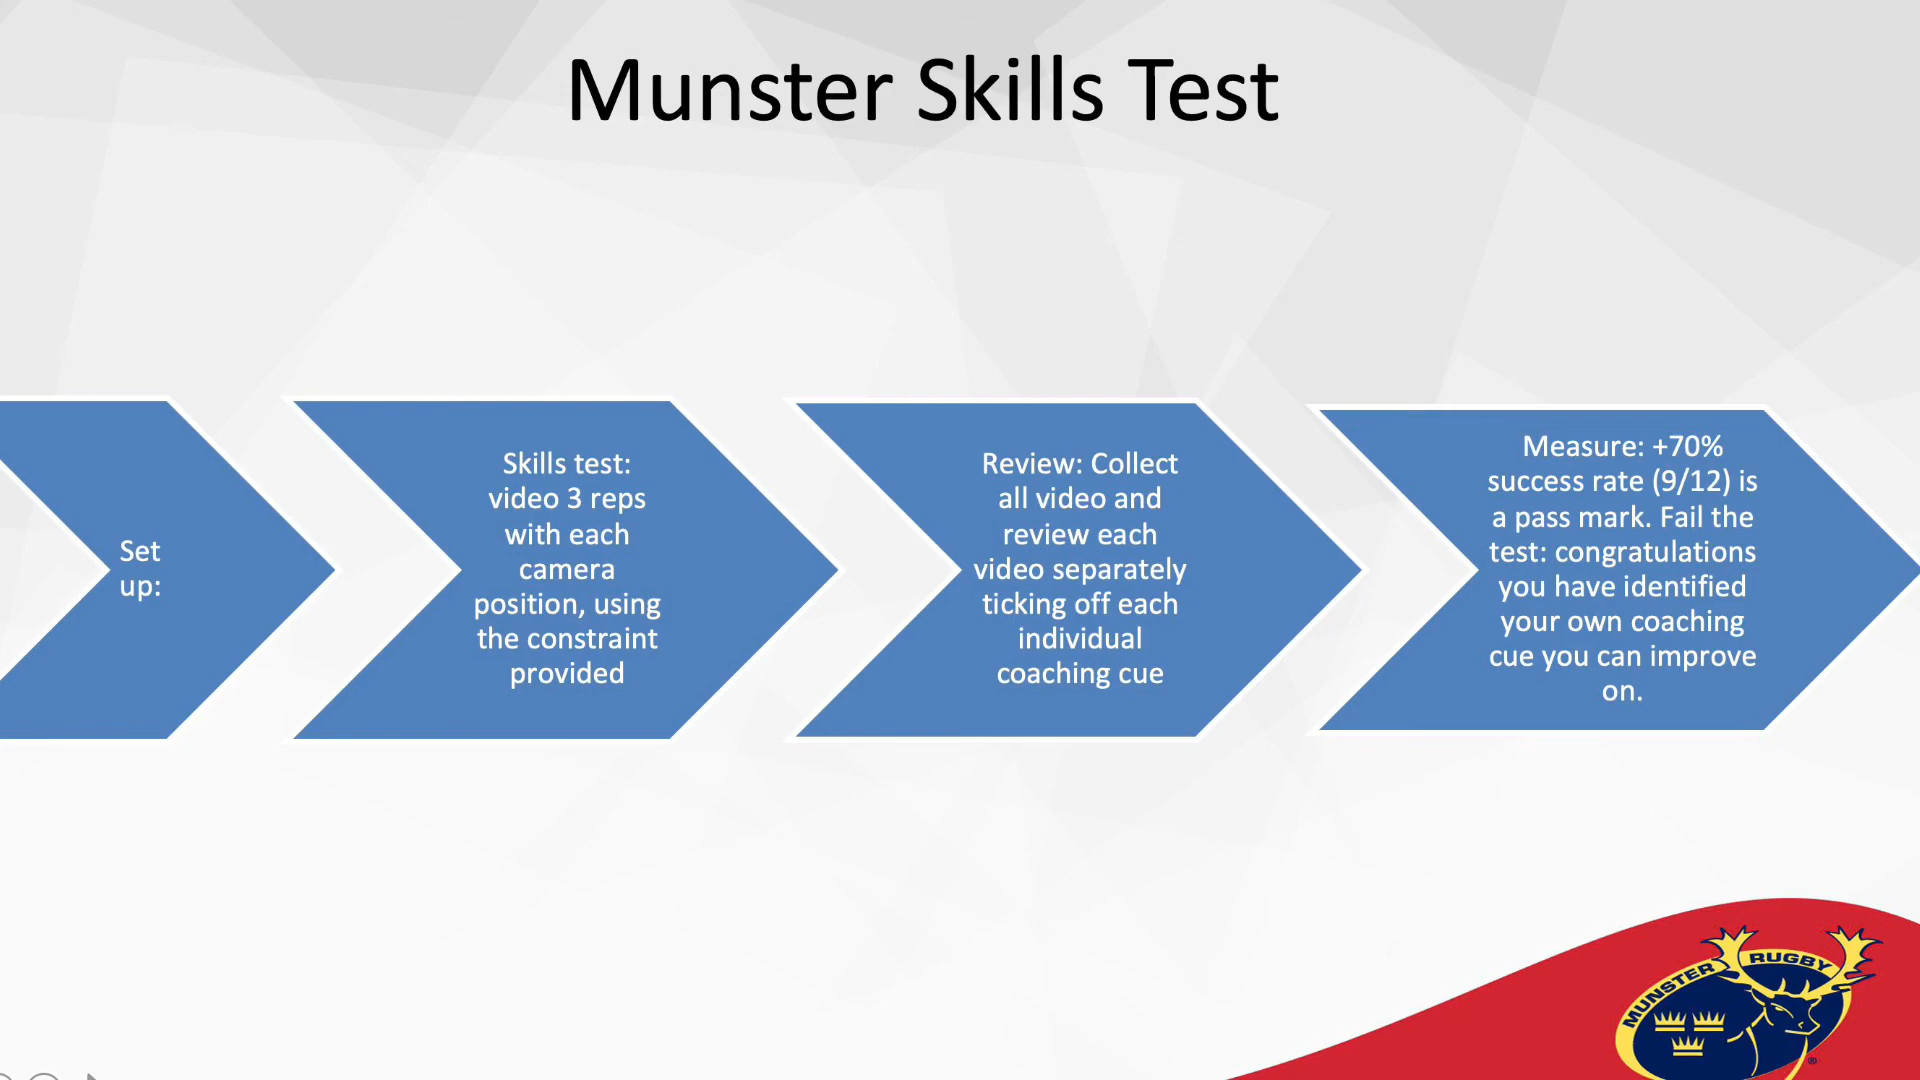 Munster Skills Test
Set
up:
Skills test:
video 3 reps
with each
camera
position, using
the constraint
provided
Review: Collect
all video and
review each
video separately
ticking off each
individual
coaching cue
Measure: +70%
success rate (9/12) is
a pass mark. Fail the
test: congratulations
you have identified
your own coaching
cue you can improve
on.
MUNSTER RUGBY
®